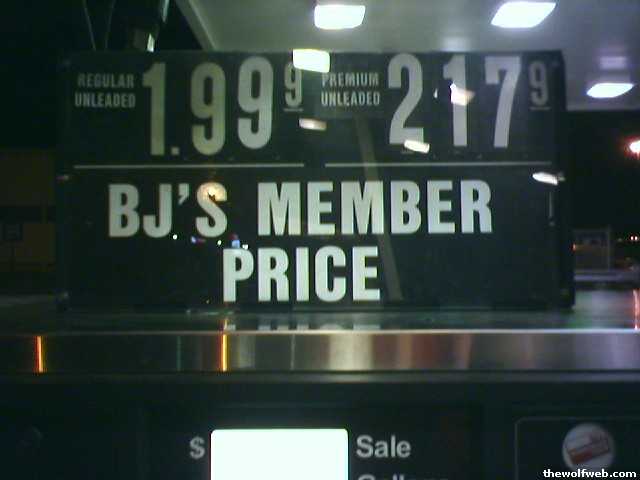 REGULAR UNLEADED 1.99 9 PREMIUM UNLEADED 2 17 9
BJ'S MEMBER
PRICE
$ Sale
thewolfweb.com